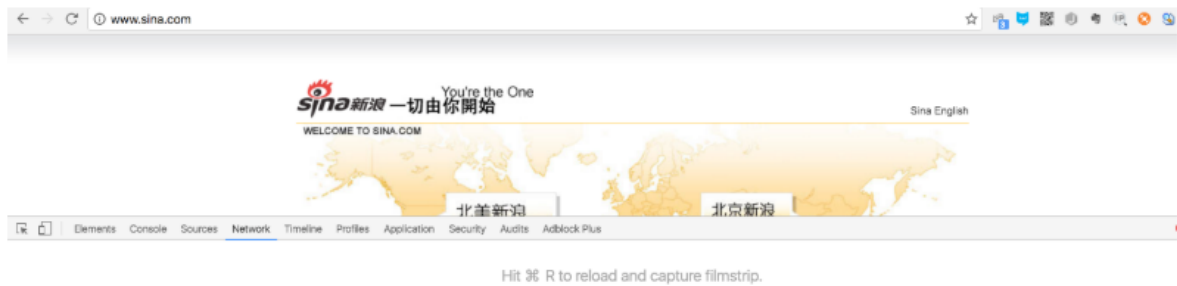 www.sina.com
You're the One
sina新浪 一切由你開始
Sina English
WELCOME TO SINA.COM
北美新浪
北京新浪
Elements Console Sources Network Timeline Profiles Application Security Audits Adblock Plus
Hit ⌘ R to reload and capture filmstrip.